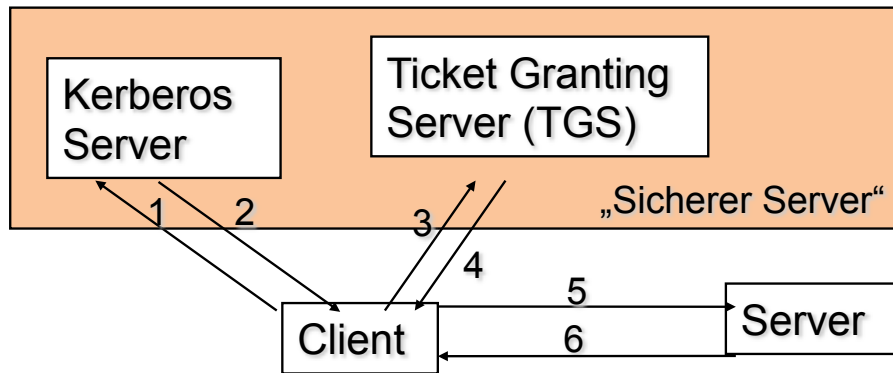 Kerberos
Server
Ticket Granting
Server (TGS)
„Sicherer Server“
1
2
3
4
5
6
Client
Server